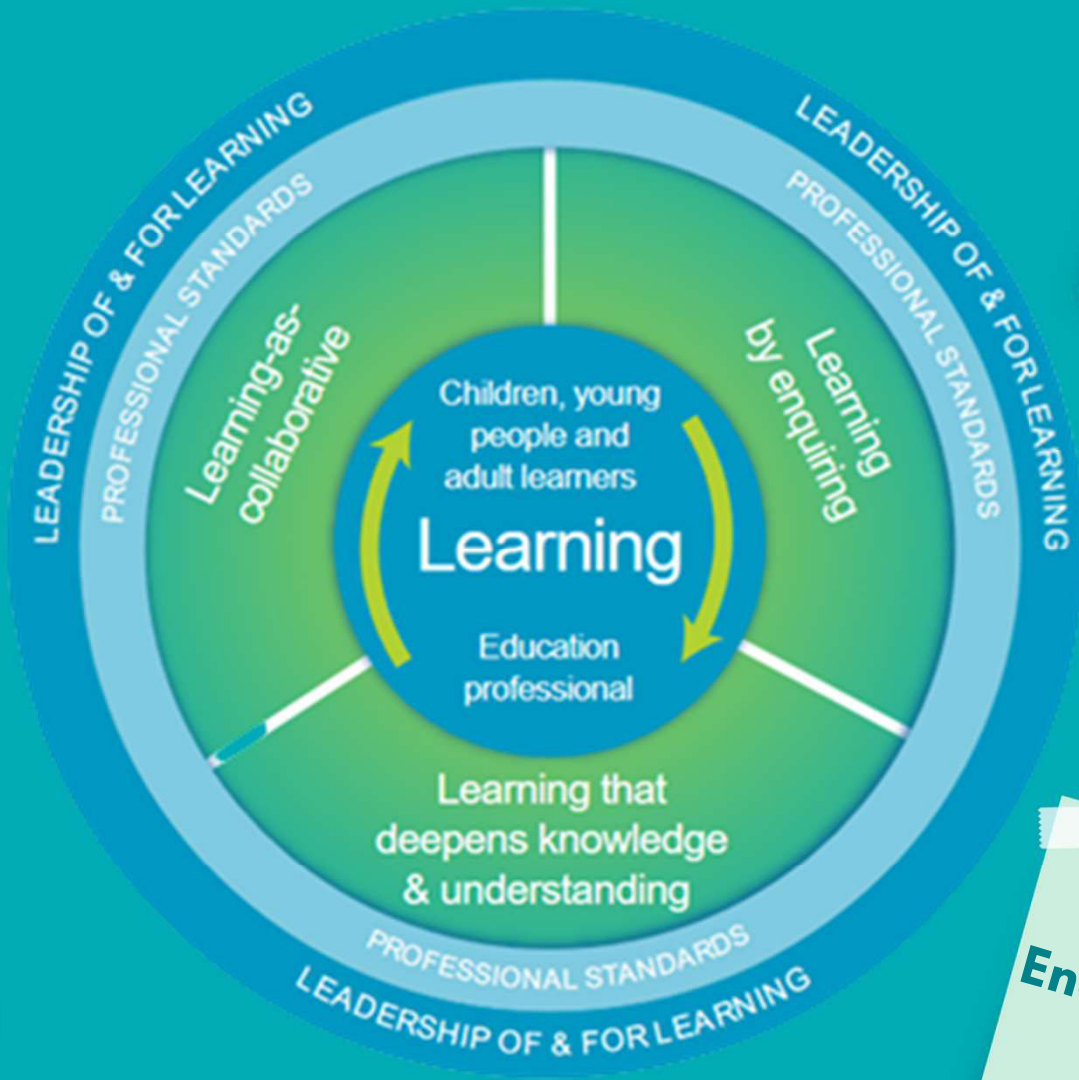 LEADERSHIP OF & FOR LEARNING
LEADERSHIP OF & FOR LEARNING
PROFESSIONAL STANDARDS
PROFESSIONAL STANDARDS
Learning-as-
collaborative
Learning
by enquiring
Children, young
people and
adult learners
Learning
Education
professional
Learning that
deepens knowledge
& understanding
PROFESSIONAL STANDARDS
LEADERSHIP OF & FOR LEARNING